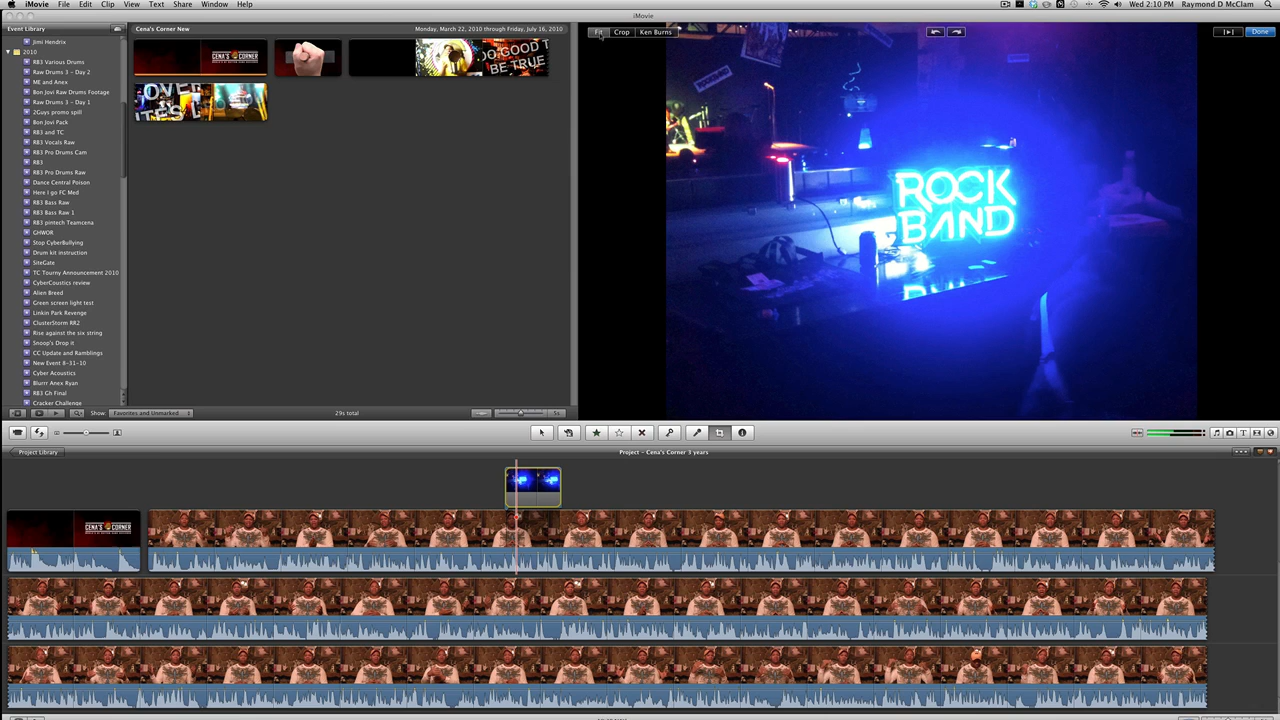 iMovie File Edit Clip View Text Share Window Help
Wed 2:10 PM Raymond D McClam
iMovie
Event Library
Cena's Corner New
Monday, March 22, 2010 through Friday, July 16, 2010
Fit Crop Ken Burns
Done
Jimi Hendrix
2010
RB3 Various Drums
Raw Drums 3 - Day 2
ME and Anex
Bon Jovi Raw Drums Footage
Raw Drums 3 - Day 1
2Guys promo spill
Bon Jovi Pack
RB3 and TC
RB3 Vocals Raw
RB3 Pro Drums Cam
RB3
RB3 Pro Drums Raw
Dance Central Poison
Here I go FC Med
RB3 Bass Raw
RB3 Bass Raw 1
RB3 pintech Teamcena
GHWOR
Stop CyberBullying
Drum kit instruction
SiteGate
TC Tourny Announcement 2010
CyberCoustics review
Alien Breed
Green screen light test
Linkin Park Revenge
ClusterStorm RR2
Rise against the six string
Snoop's Drop it
CC Update and Ramblings
New Event 8-31-10
Cyber Acoustics
Blurrr Anex Ryan
RB3 Gh Final
Cracker Challenge
CENA'S CORNER
DO GOOD T
BE TRUE
OVER
ROCK
BAND
Show: Favorites and Unmarked
29s total
5s
Project Library
Project - Cena's Corner 3 years
CENA'S CORNER